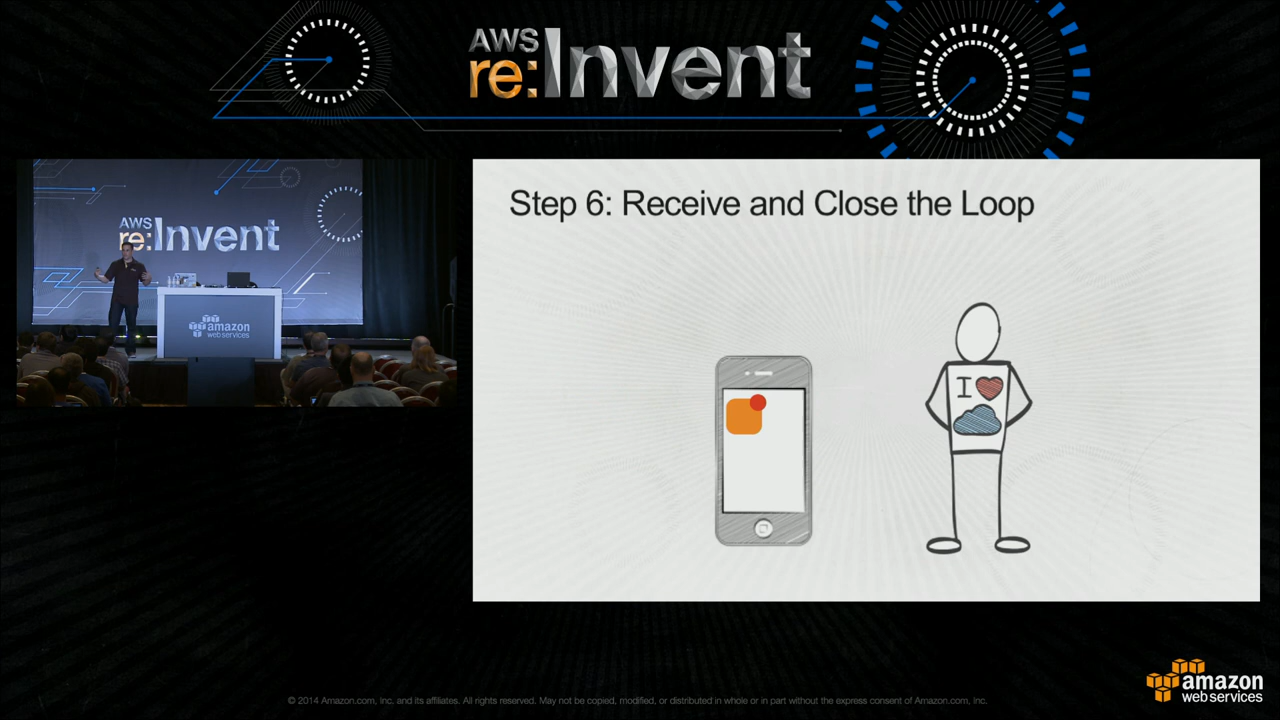 AWS
re:Invent
AWS
re:Invent
amazon
web services
Step 6: Receive and Close the Loop
I
© 2014 Amazon.com, Inc. and its affiliates. All rights reserved. May not be copied, modified, or distributed in whole or in part without the express consent of Amazon.com, Inc.
amazon
web services